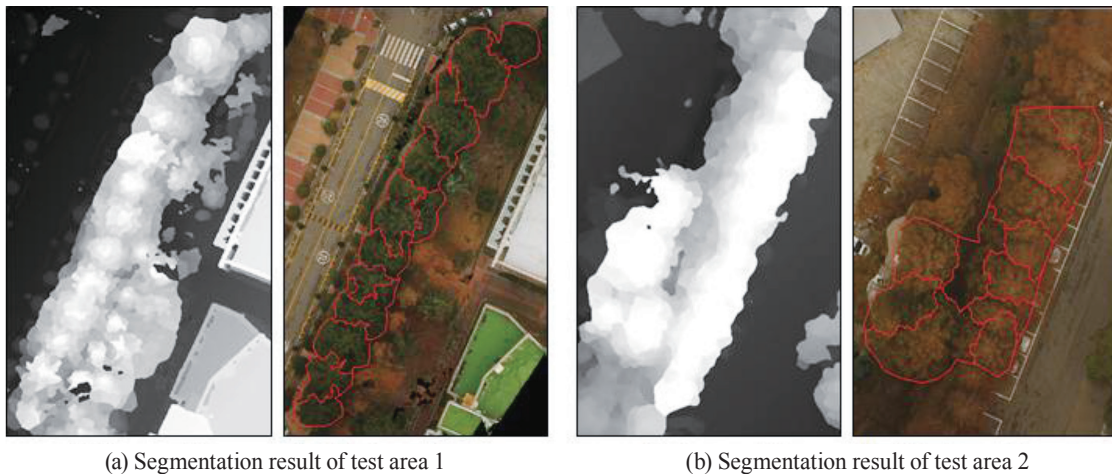 (a) Segmentation result of test area 1
(b) Segmentation result of test area 2